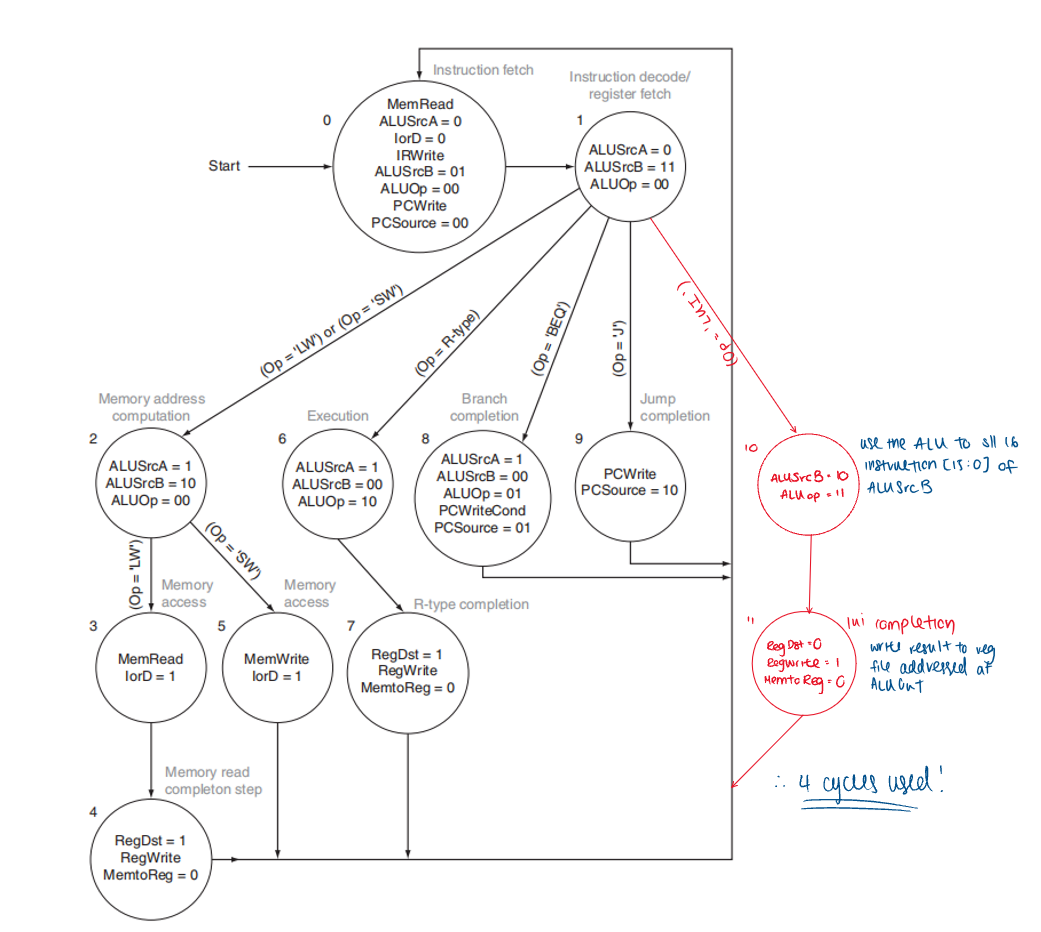 Instruction fetch
Instruction decode/
register fetch
0
MemRead
ALUSrcA = 0
IorD = 0
IRWrite
ALUSrcB = 01
ALUOp = 00
PCWrite
PCSource = 00
Start
1
ALUSrcA = 0
ALUSrcB = 11
ALUOp = 00
(Op = 'LW') or (Op = 'SW')
(Op = R-type)
(Op = 'BEQ')
(Op = 'J')
(Op = 'LUI')
Memory address
computation
2
ALUSrcA = 1
ALUSrcB = 10
ALUOp = 00
Execution
6
ALUSrcA = 1
ALUSrcB = 00
ALUOp = 10
Branch
completion
8
ALUSrcA = 1
ALUSrcB = 00
ALUOp = 01
PCWriteCond
PCSource = 01
Jump
completion
9
PCWrite
PCSource = 10
10
ALUSrcB = 10
ALUop = 11
use the ALU to sll 16
instruction [15:0] of
ALUSrcB
(Op = 'LW')
(Op = 'SW')
Memory
access
3
MemRead
IorD = 1
Memory
access
5
MemWrite
IorD = 1
R-type completion
7
RegDst = 1
RegWrite
MemtoReg = 0
11
lui completion
RegDst = 0
RegWrite = 1
MemtoReg = 0
write result to reg
file addressed at
ALUOut
Memory read
completon step
4
RegDst = 1
RegWrite
MemtoReg = 0
∴ 4 cycles used!